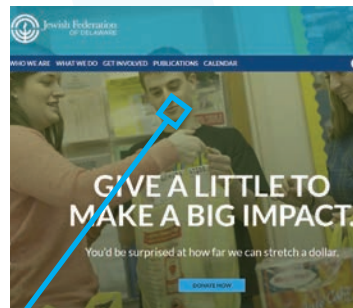 Jewish Federation
OF DELAWARE
WHO WE ARE WHAT WE DO GET INVOLVED PUBLICATIONS CALENDAR
GIVE A LITTLE TO
MAKE A BIG IMPACT.
You'd be surprised at how far we can stretch a dollar.
DONATE NOW